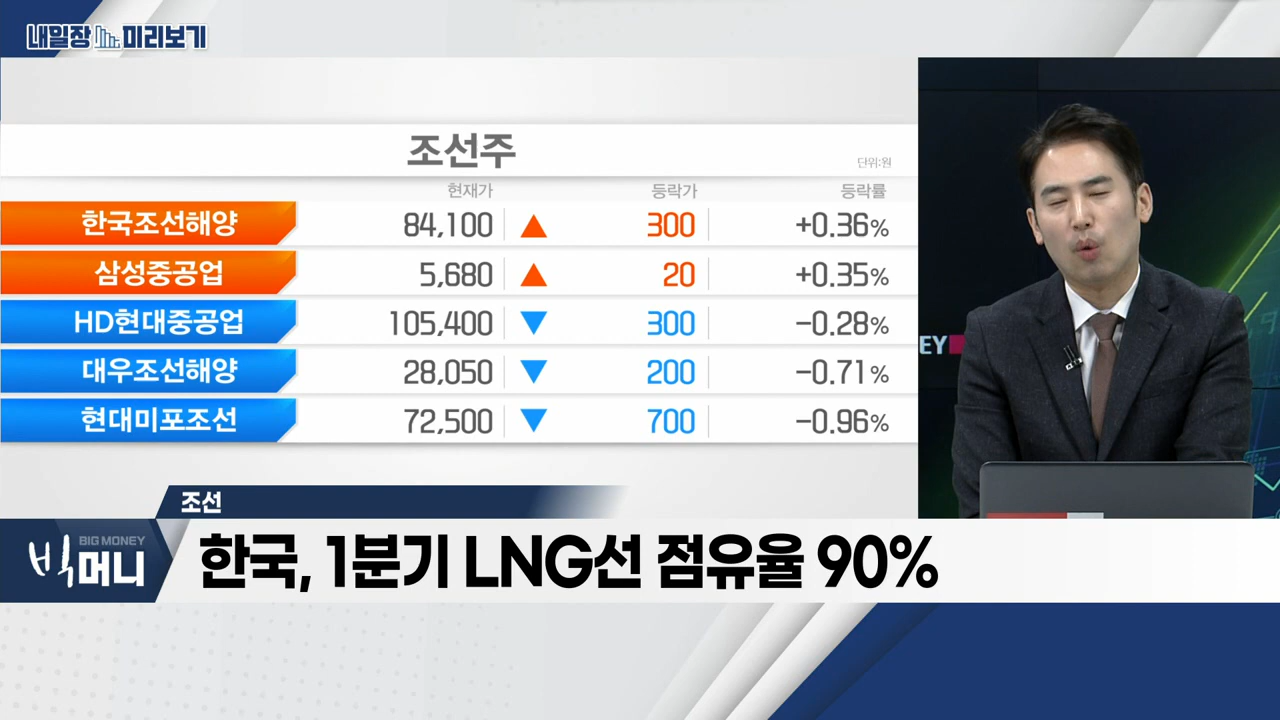 내일장 미리보기
조선주
단위:원
현재가 등락가 등락률
한국조선해양 84,100 ▲ 300 +0.36%
삼성중공업 5,680 ▲ 20 +0.35%
HD현대중공업 105,400 ▼ 300 -0.28%
대우조선해양 28,050 ▼ 200 -0.71%
현대미포조선 72,500 ▼ 700 -0.96%
EY
조선
BIG MONEY
빅머니
한국, 1분기 LNG선 점유율 90%